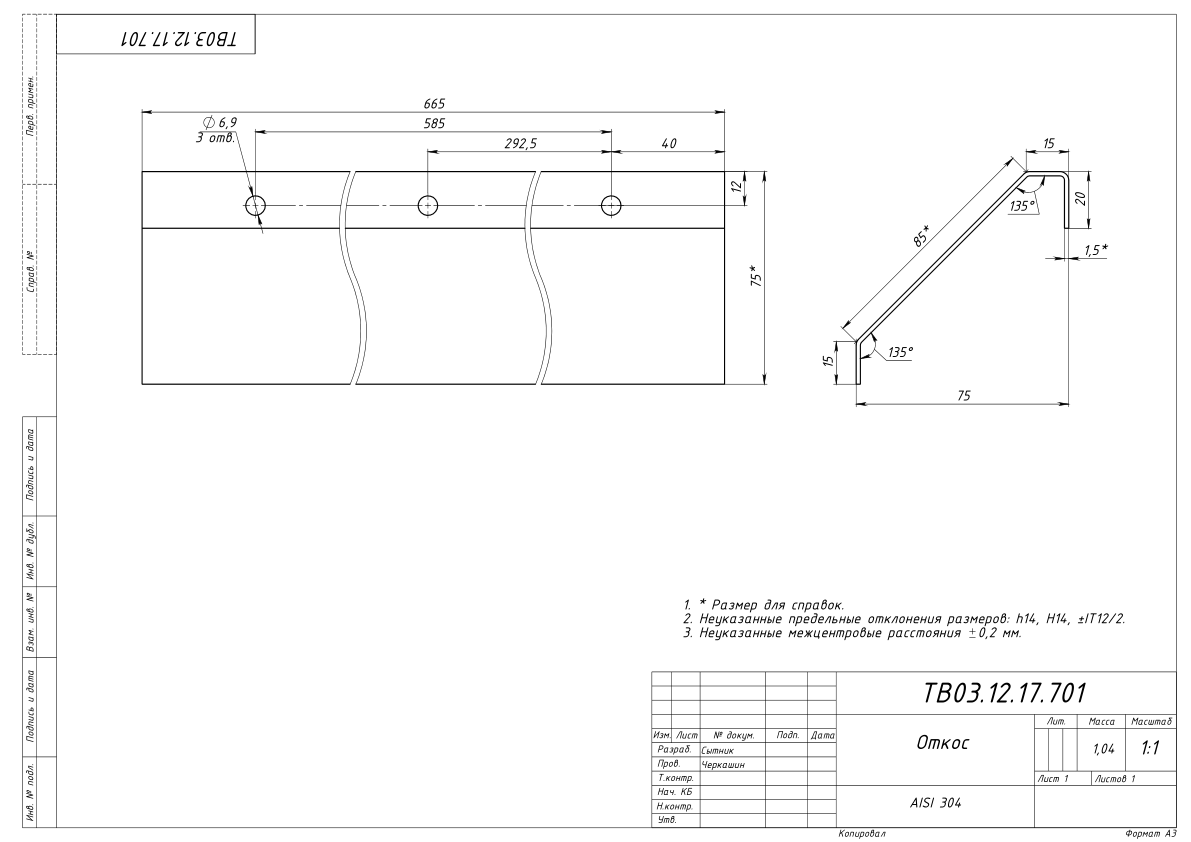 ТВ03.12.17.701
Перв. примен.
Справ. №
Подпись и дата
Инв. № дубл.
Взам. инв. №
Подпись и дата
Инв. № подл.
665
585
292,5
40
∅ 6,9
3 отв.
12
75*
15
20
135°
85*
1,5*
135°
15
75
1. * Размер для справок.
2. Неуказанные предельные отклонения размеров: h14, H14, ±IT12/2.
3. Неуказанные межцентровые расстояния ±0,2 мм.
ТВ03.12.17.701
Лит. Масса Масштаб
Изм. Лист № докум. Подп. Дата
Откос
1,04 1:1
Разраб. Сытник
Пров. Черкашин
Т.контр.
Лист 1 Листов 1
Нач. КБ
Н.контр.
AISI 304
Утв.
Копировал Формат А3